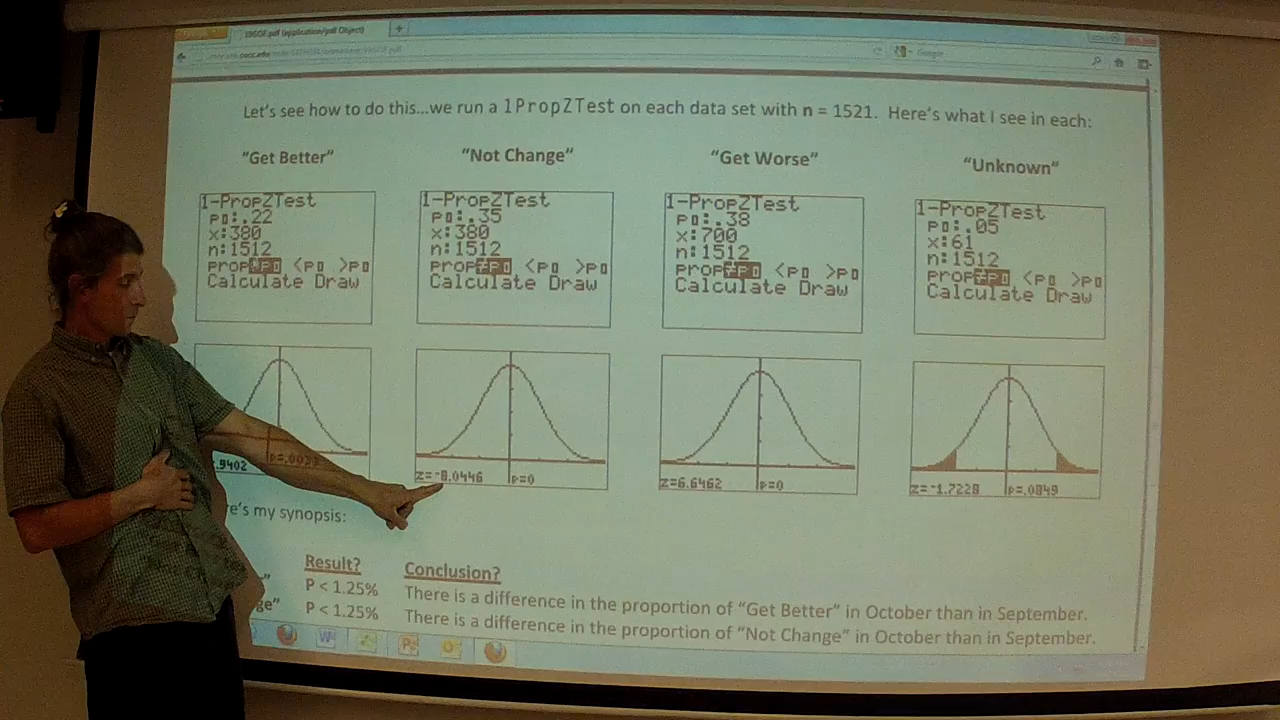 Let's see how to do this...we run a 1PropZTest on each data set with n = 1521. Here's what I see in each:
"Get Better" "Not Change" "Get Worse" "Unknown"
1-PropZTest
p0:.22
x:380
n:1512
prop≠p0 <p0 >p0
Calculate Draw
1-PropZTest
p0:.35
x:380
n:1512
prop≠p0 <p0 >p0
Calculate Draw
1-PropZTest
p0:.38
x:700
n:1512
prop≠p0 <p0 >p0
Calculate Draw
1-PropZTest
p0:.05
x:61
n:1512
prop≠p0 <p0 >p0
Calculate Draw
.9402
z=-8.0446 p=0
z=6.6462 p=0
z=-1.7228 p=.0849
e's my synopsis:
Result? Conclusion?
P < 1.25% There is a difference in the proportion of "Get Better" in October than in September.
ge" P < 1.25% There is a difference in the proportion of "Not Change" in October than in September.